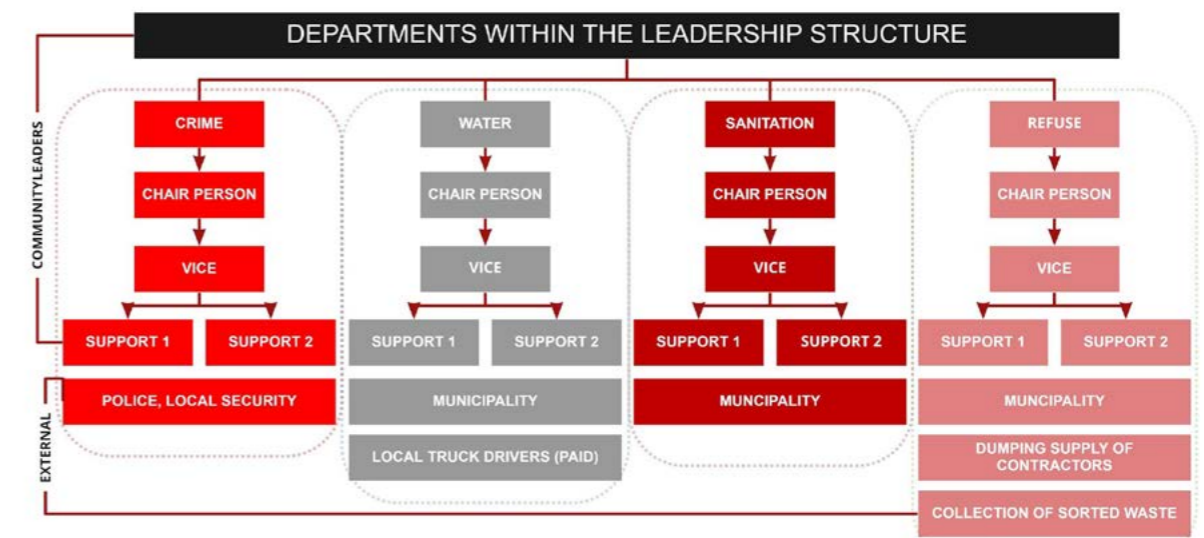 DEPARTMENTS WITHIN THE LEADERSHIP STRUCTURE
COMMUNITYLEADERS
CRIME
CHAIR PERSON
VICE
SUPPORT 1
SUPPORT 2
POLICE, LOCAL SECURITY
WATER
CHAIR PERSON
VICE
SUPPORT 1
SUPPORT 2
MUNICIPALITY
LOCAL TRUCK DRIVERS (PAID)
SANITATION
CHAIR PERSON
VICE
SUPPORT 1
SUPPORT 2
MUNCIPALITY
REFUSE
CHAIR PERSON
VICE
SUPPORT 1
SUPPORT 2
MUNCIPALITY
DUMPING SUPPLY OF
CONTRACTORS
COLLECTION OF SORTED WASTE
EXTERNAL